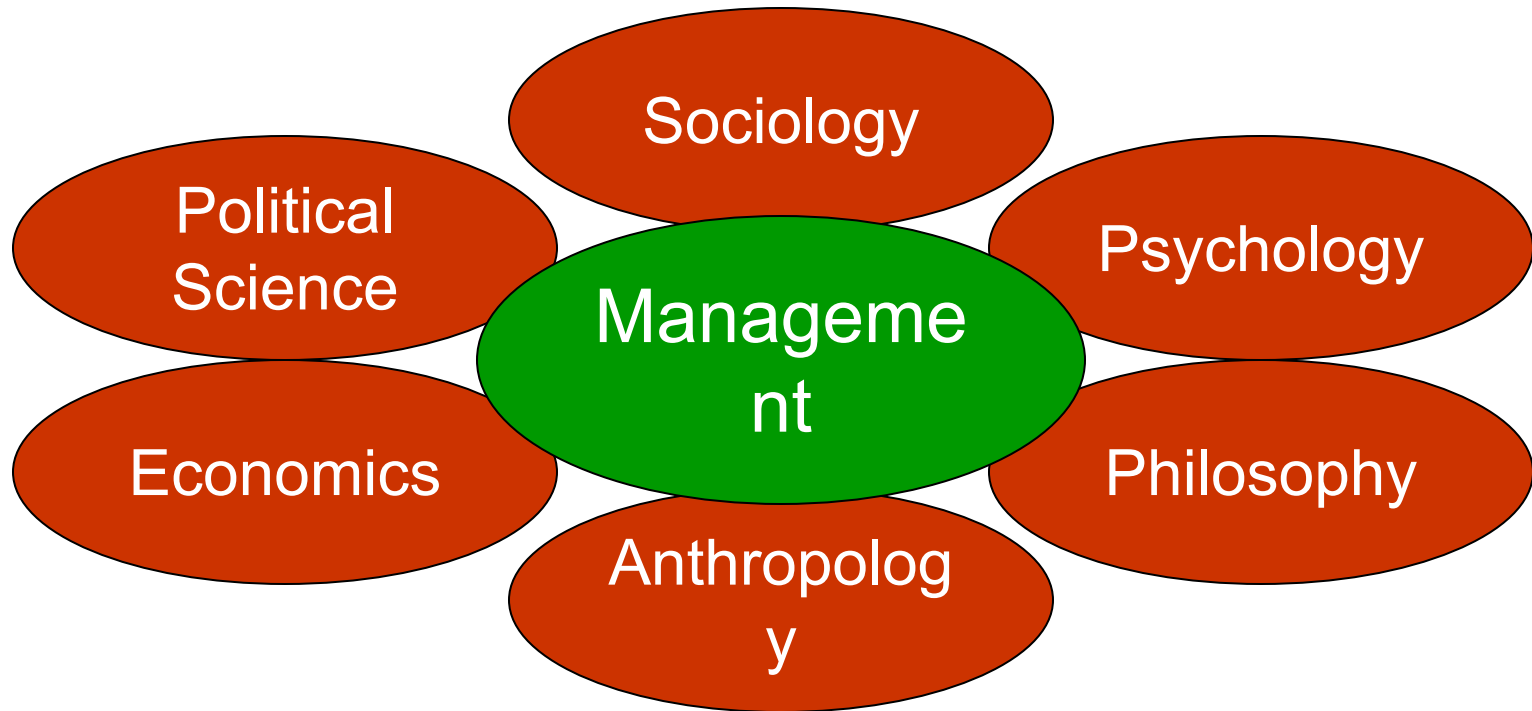 Sociology
Political
Science
Psychology
Manageme
nt
Economics
Philosophy
Anthropolog
y